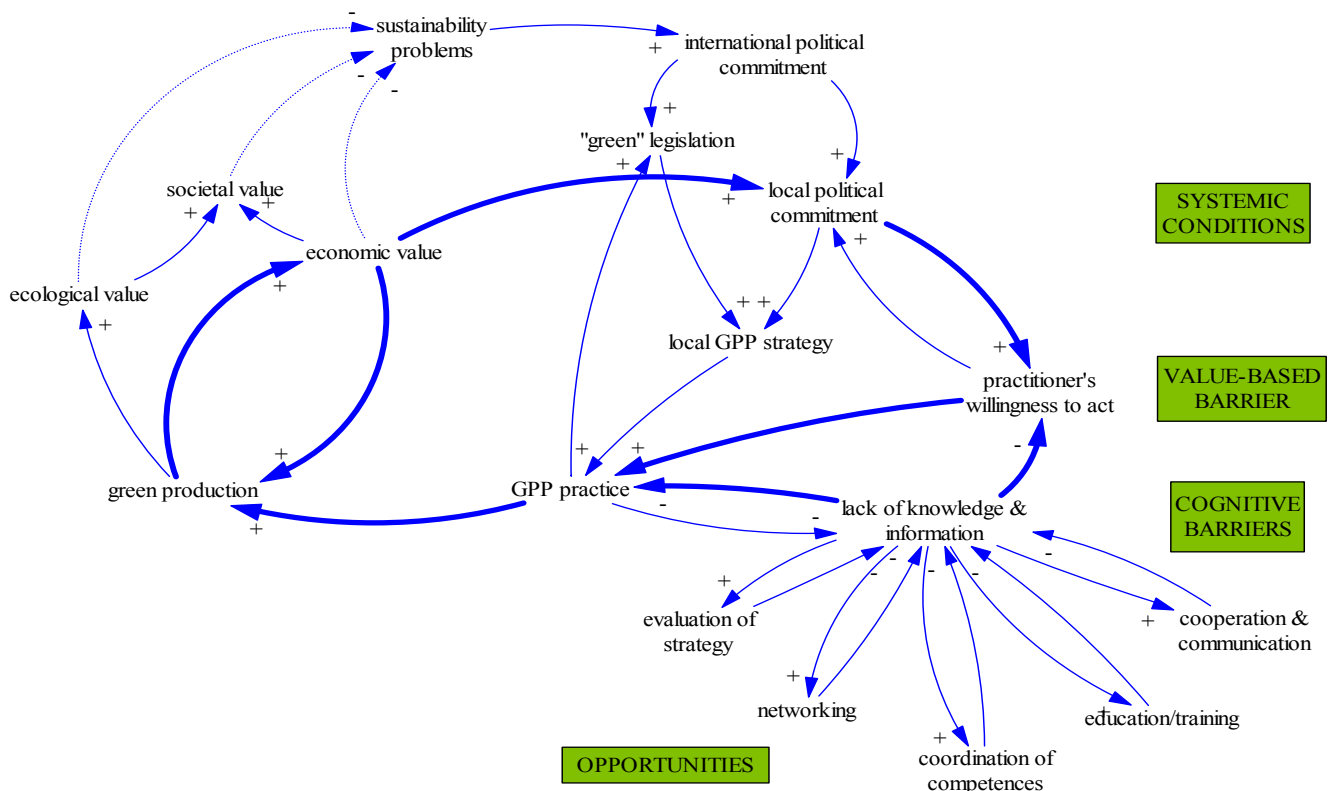 -
sustainability
problems
+
international political
commitment
-
-
+
"green" legislation
+
+
societal value
local political
commitment
+
+
+
+
SYSTEMIC
CONDITIONS
economic value
+
ecological value
+
+
+
+
local GPP strategy
+
practitioner's
willingness to act
VALUE-BASED
BARRIER
-
+
+
+
green production
GPP practice
-
-
+
lack of knowledge &
information
COGNITIVE
BARRIERS
-
-
-
-
-
+
evaluation of
strategy
+
cooperation &
communication
+
networking
+
education/training
+
coordination of
competences
OPPORTUNITIES